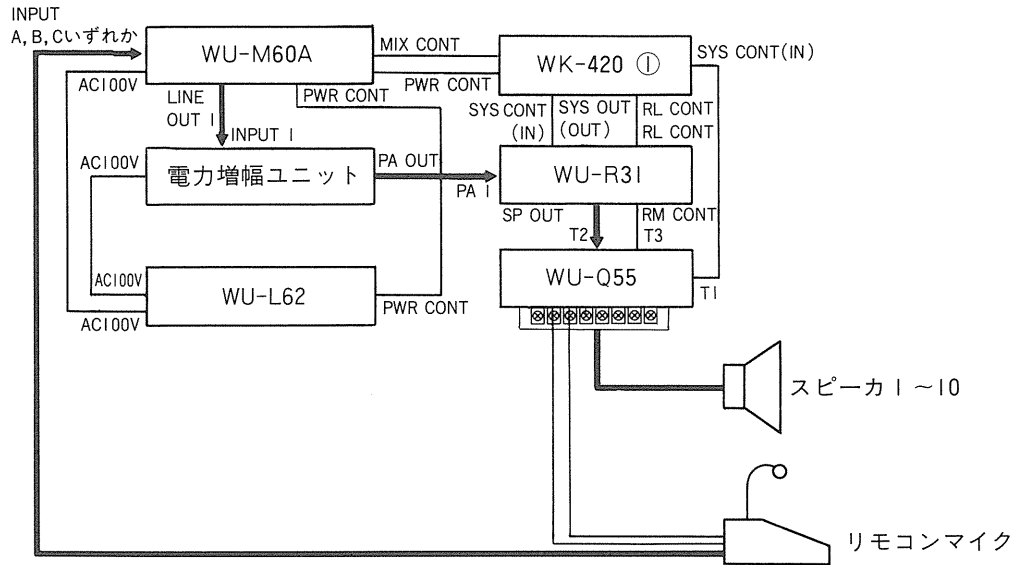 INPUT
A,B,Cいずれか
WU-M60A
MIX CONT
PWR CONT
WK-420 ①
SYS CONT(IN)
AC100V
LINE
OUT 1
PWR CONT
SYS CONT
(IN)
SYS OUT
(OUT)
RL CONT
RL CONT
INPUT 1
AC100V
電力増幅ユニット
PA OUT
PA 1
WU-R31
SP OUT
T2
RM CONT
T3
WU-Q55
T1
AC100V
WU-L62
PWR CONT
AC100V
スピーカ1～10
リモコンマイク